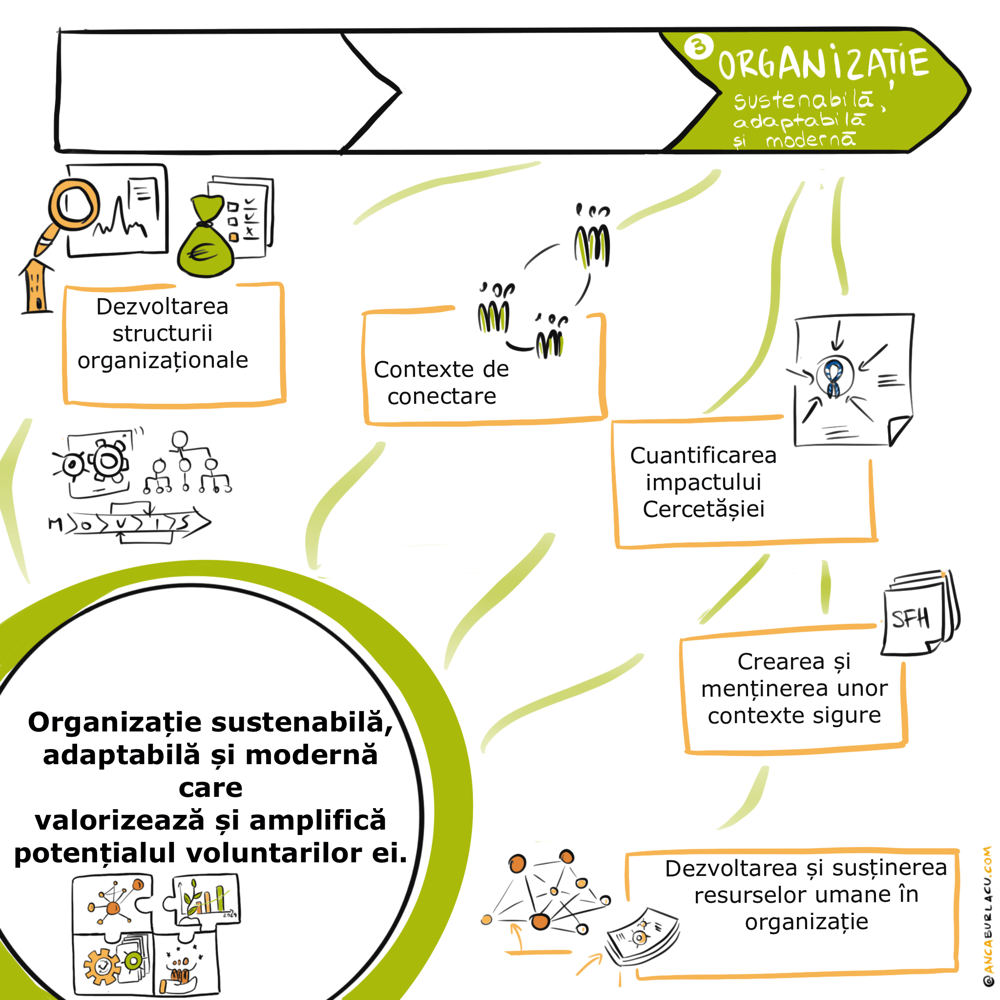 3
ORGANIZAȚIE
sustenabilă,
adaptabilă
și modernă
€
Dezvoltarea
structurii
organizaționale
Contexte de
conectare
Cuantificarea
impactului
Cercetășiei
M>O>V>I>S
SFH
Crearea și
menținerea unor
contexte sigure
Organizație sustenabilă,
adaptabilă și modernă
care
valorizează și amplifică
potențialul voluntarilor ei.
2029
Dezvoltarea și susținerea
resurselor umane în
organizație
@ANCABURLACU.COM